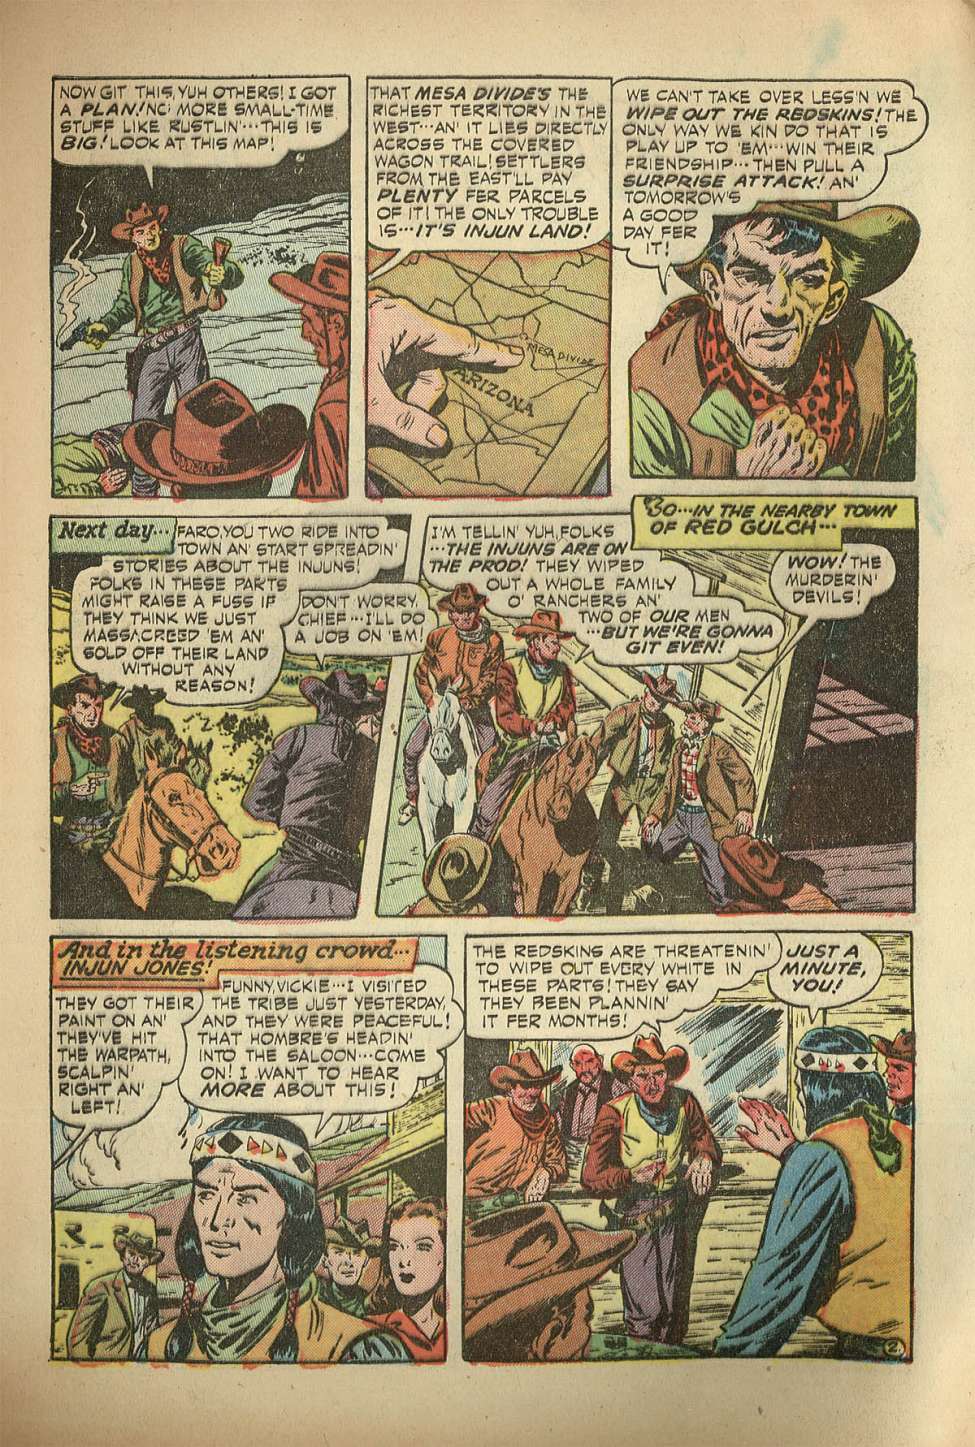 NOW GIT THIS, YUH OTHERS! I GOT
A PLAN! NO MORE SMALL-TIME
STUFF LIKE RUSTLIN'... THIS IS
BIG! LOOK AT THIS MAP!
THAT MESA DIVIDE'S THE
RICHEST TERRITORY IN THE
WEST... AN' IT LIES DIRECTLY
ACROSS THE COVERED
WAGON TRAIL! SETTLERS
FROM THE EAST'LL PAY
PLENTY FER PARCELS
OF IT! THE ONLY TROUBLE
IS... IT'S INJUN LAND!
MESA DIVIDE
ARIZONA
WE CAN'T TAKE OVER LESS'N WE
WIPE OUT THE REDSKINS! THE
ONLY WAY WE KIN DO THAT IS
PLAY UP TO 'EM... WIN THEIR
FRIENDSHIP... THEN PULL A
SURPRISE ATTACK! AN'
TOMORROW'S
A GOOD
DAY FER
IT!
Next day...
FARO, YOU TWO RIDE INTO
TOWN AN' START SPREADIN'
STORIES ABOUT THE INJUNS!
FOLKS IN THESE PARTS
MIGHT RAISE A FUSS IF
THEY THINK WE JUST
MASSACREED 'EM AN'
SOLD OFF THEIR LAND
WITHOUT ANY
REASON!
DON'T WORRY,
CHIEF... I'LL DO
A JOB ON 'EM!
So... IN THE NEARBY TOWN
OF RED GULCH...
I'M TELLIN' YUH, FOLKS
... THE INJUNS ARE ON
THE PROD! THEY WIPED
OUT A WHOLE FAMILY
O' RANCHERS AN'
TWO OF OUR MEN
... BUT WE'RE GONNA
GIT EVEN!
WOW! THE
MURDERIN'
DEVILS!
And in the listening crowd...
INJUN JONES!
THEY GOT THEIR
PAINT ON AN'
THEY'VE HIT
THE WARPATH,
SCALPIN'
RIGHT AN'
LEFT!
FUNNY, VICKIE... I VISITED
THE TRIBE JUST YESTERDAY,
AND THEY WERE PEACEFUL!
THAT HOMBRE'S HEADIN'
INTO THE SALOON... COME
ON! I WANT TO HEAR
MORE ABOUT THIS!
THE REDSKINS ARE THREATENIN'
TO WIPE OUT EVERY WHITE IN
THESE PARTS! THEY SAY
THEY BEEN PLANNIN'
IT FER MONTHS!
JUST A
MINUTE,
YOU!
2